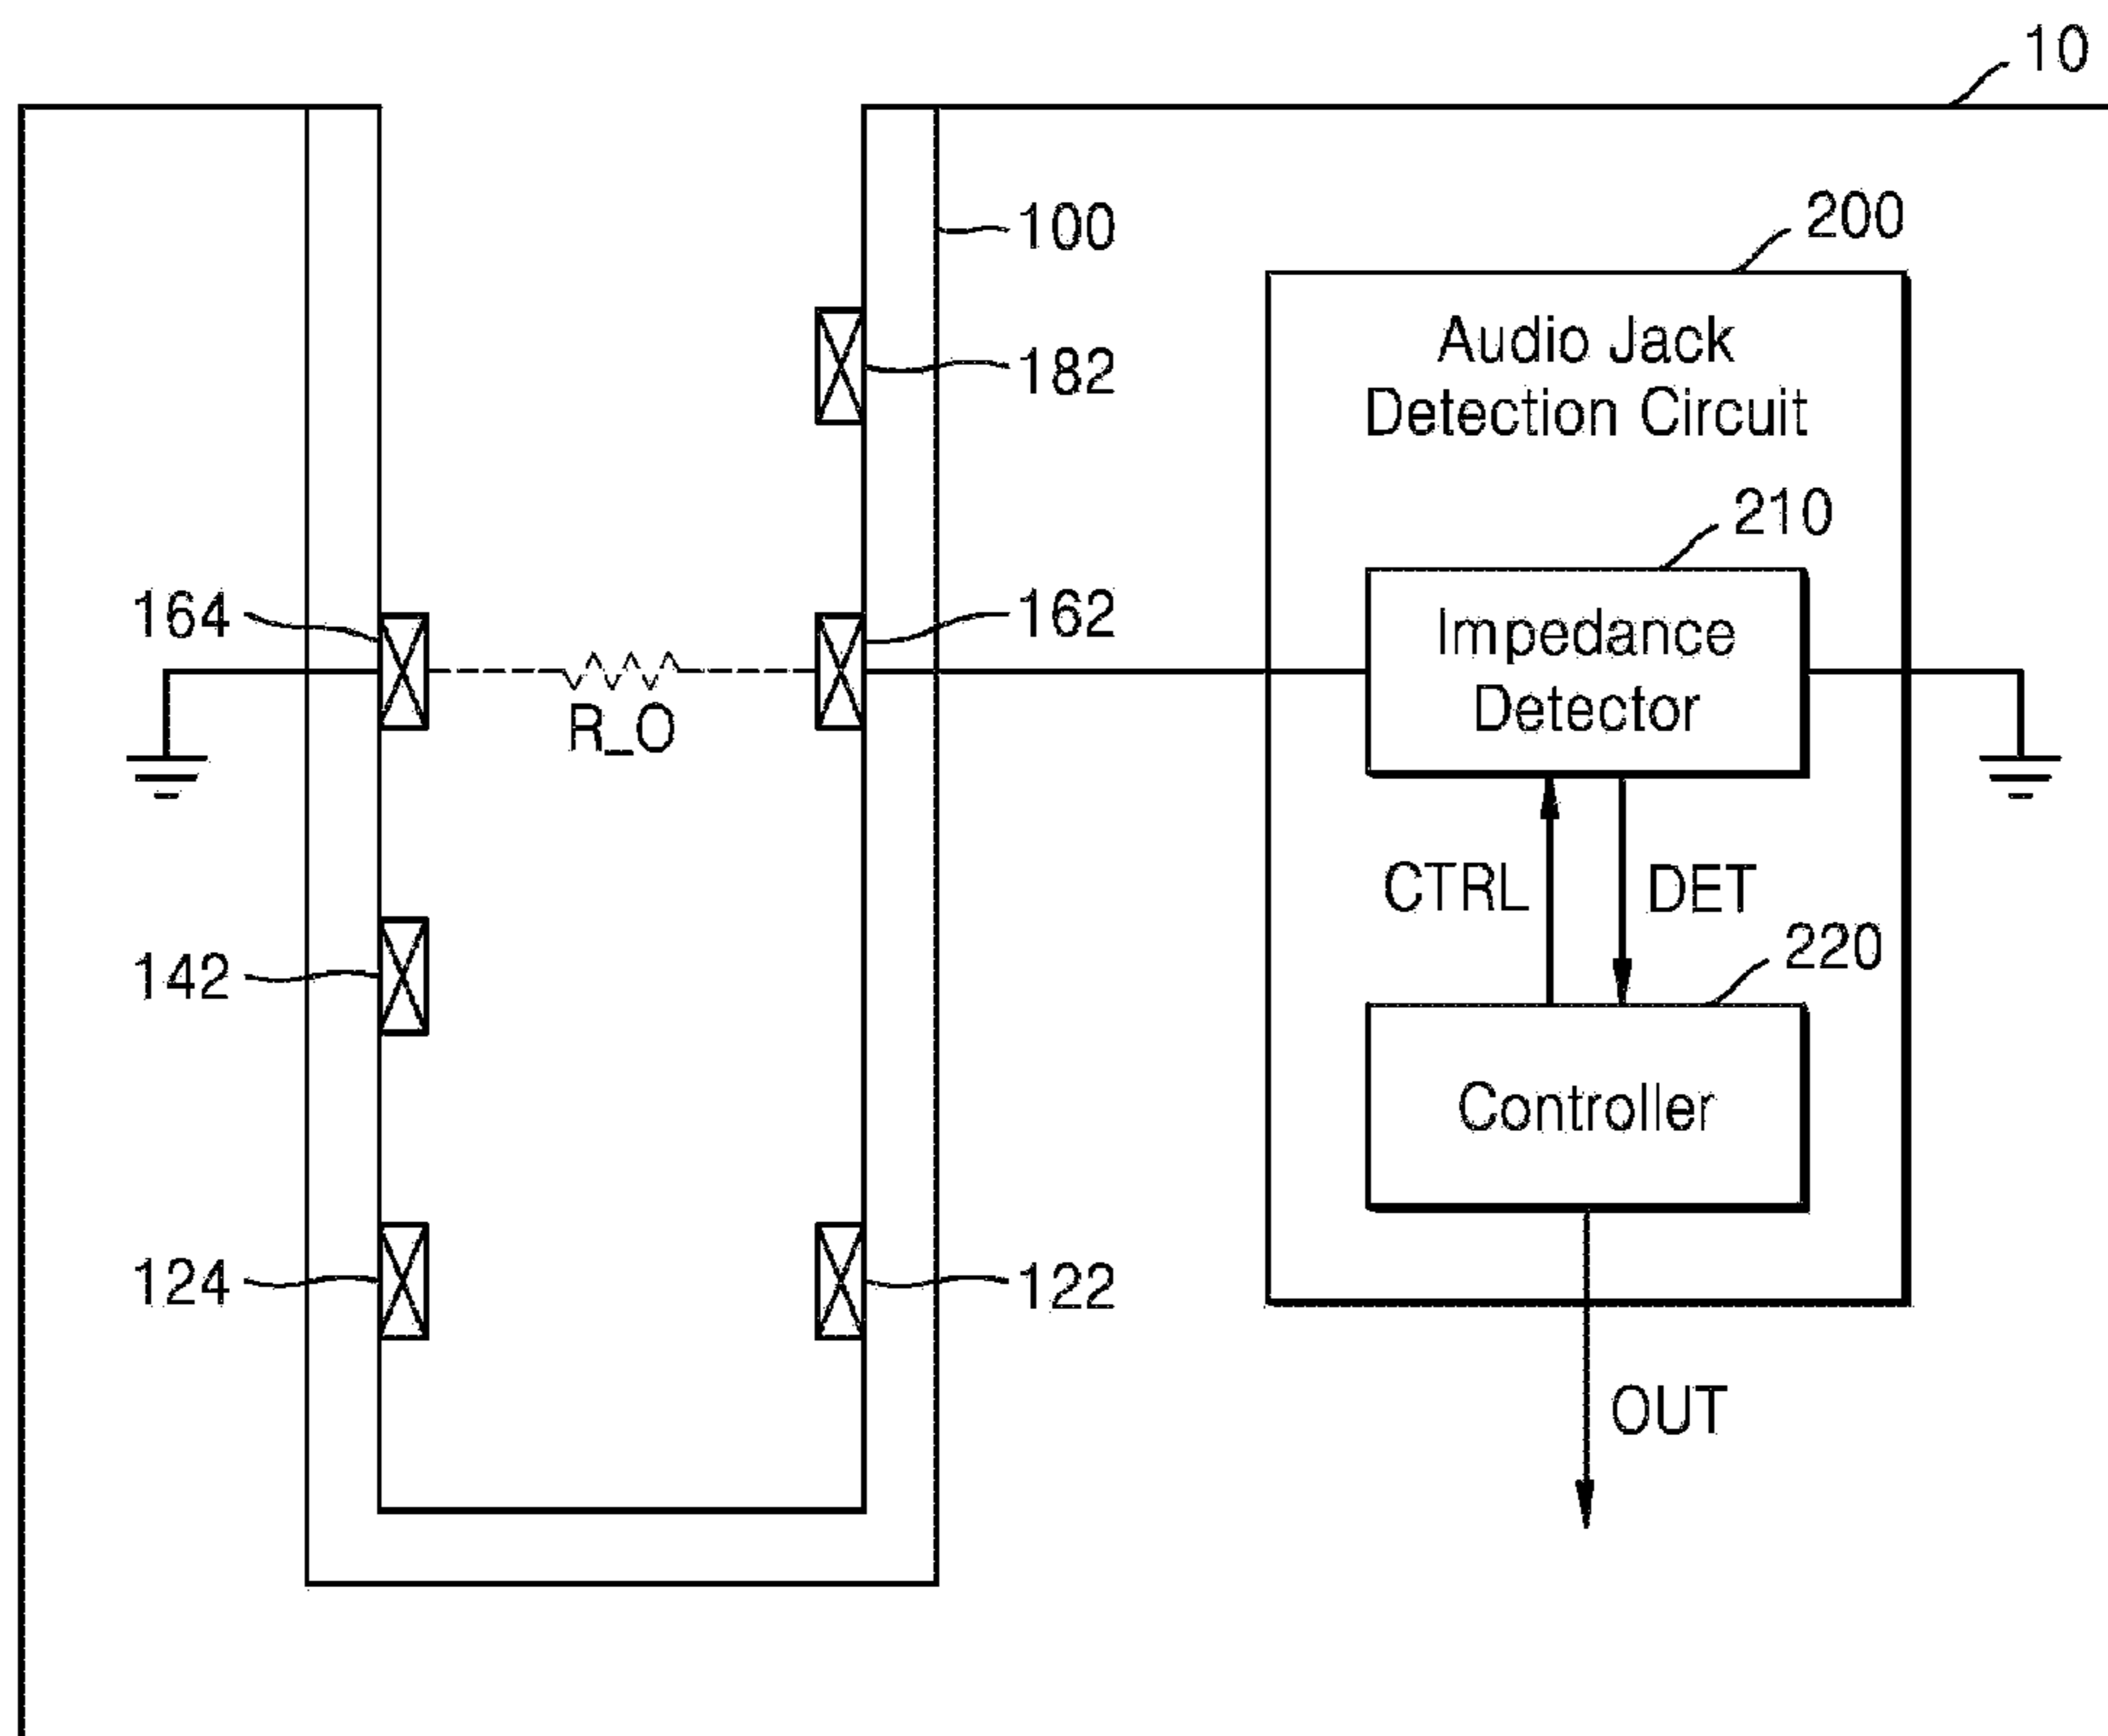 10
100
200
Audio Jack
Detection Circuit
182
210
164
162
Impedance
Detector
R_O
CTRL
DET
142
220
Controller
124
122
OUT